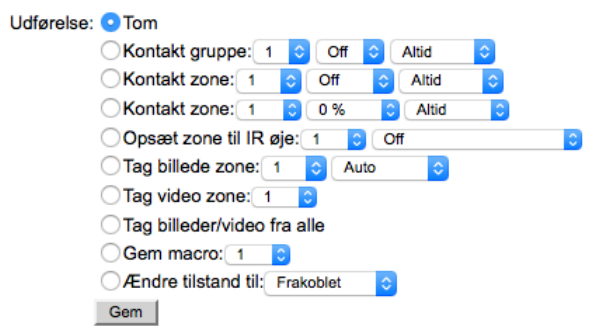 Udførelse: Tom
Kontakt gruppe: 1 Off Altid
Kontakt zone: 1 Off Altid
Kontakt zone: 1 0 % Altid
Opsæt zone til IR øje: 1 Off
Tag billede zone: 1 Auto
Tag video zone: 1
Tag billeder/video fra alle
Gem macro: 1
Ændre tilstand til: Frakoblet
Gem